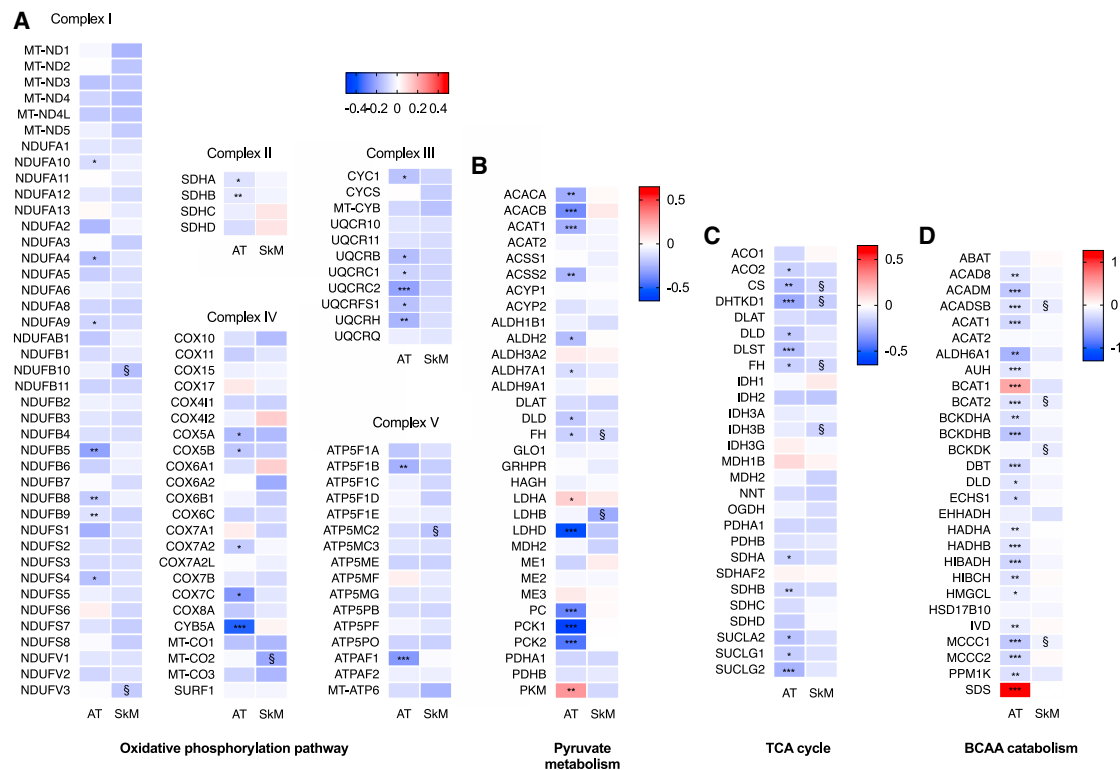 A
Complex I
MT-ND1
MT-ND2
MT-ND3
MT-ND4
MT-ND4L
MT-ND5
NDUFA1
NDUFA10 *
NDUFA11
NDUFA12
NDUFA13
NDUFA2
NDUFA3
NDUFA4 *
NDUFA5
NDUFA6
NDUFA8
NDUFA9 *
NDUFAB1
NDUFB1
NDUFB10 §
NDUFB11
NDUFB2
NDUFB3
NDUFB4
NDUFB5 **
NDUFB6
NDUFB7
NDUFB8 **
NDUFB9 **
NDUFS1
NDUFS2
NDUFS3
NDUFS4 *
NDUFS5
NDUFS6
NDUFS7
NDUFS8
NDUFV1
NDUFV2
NDUFV3 §
AT SkM
-0.4 -0.2 0 0.2 0.4
Complex II
SDHA *
SDHB **
SDHC
SDHD
AT SkM
Complex III
CYC1 *
CYCS
MT-CYB
UQCR10
UQCR11
UQCRB *
UQCRC1 *
UQCRC2 ***
UQCRFS1 *
UQCRH **
UQCRQ
AT SkM
Complex IV
COX10
COX11
COX15
COX17
COX4I1
COX4I2
COX5A *
COX5B *
COX6A1
COX6A2
COX6B1
COX6C
COX7A1
COX7A2 *
COX7A2L
COX7B
COX7C *
COX8A
CYB5A ***
MT-CO1
MT-CO2 §
MT-CO3
SURF1
AT SkM
Complex V
ATP5F1A
ATP5F1B **
ATP5F1C
ATP5F1D
ATP5F1E
ATP5MC2 §
ATP5MC3
ATP5ME
ATP5MF
ATP5MG
ATP5PB
ATP5PF
ATP5PO
ATPAF1 ***
ATPAF2
MT-ATP6
AT SkM
Oxidative phosphorylation pathway
B
ACACA **
ACACB ***
ACAT1 ***
ACAT2
ACSS1
ACSS2 **
ACYP1
ACYP2
ALDH1B1
ALDH2 *
ALDH3A2
ALDH7A1 *
ALDH9A1
DLAT
DLD *
FH * §
GLO1
GRHPR
HAGH
LDHA *
LDHB §
LDHD ***
MDH2
ME1
ME2
ME3
PC ***
PCK1 ***
PCK2 ***
PDHA1
PDHB
PKM **
AT SkM
0.5
0
-0.5
Pyruvate
metabolism
C
ACO1
ACO2 *
CS ** §
DHTKD1 *** §
DLAT
DLD *
DLST ***
FH * §
IDH1
IDH2
IDH3A
IDH3B §
IDH3G
MDH1B
MDH2
NNT
OGDH
PDHA1
PDHB
SDHA *
SDHAF2
SDHB **
SDHC
SDHD
SUCLA2 *
SUCLG1 *
SUCLG2 ***
AT SkM
0.5
0
-0.5
TCA cycle
D
ABAT
ACAD8 **
ACADM ***
ACADSB *** §
ACAT1 ***
ACAT2
ALDH6A1 **
AUH ***
BCAT1 ***
BCAT2 *** §
BCKDHA **
BCKDHB ***
BCKDK §
DBT ***
DLD *
ECHS1 *
EHHADH
HADHA **
HADHB ***
HIBADH ***
HIBCH **
HMGCL *
HSD17B10
IVD **
MCCC1 *** §
MCCC2 ***
PPM1K **
SDS ***
AT SkM
1
0
-1
BCAA catabolism